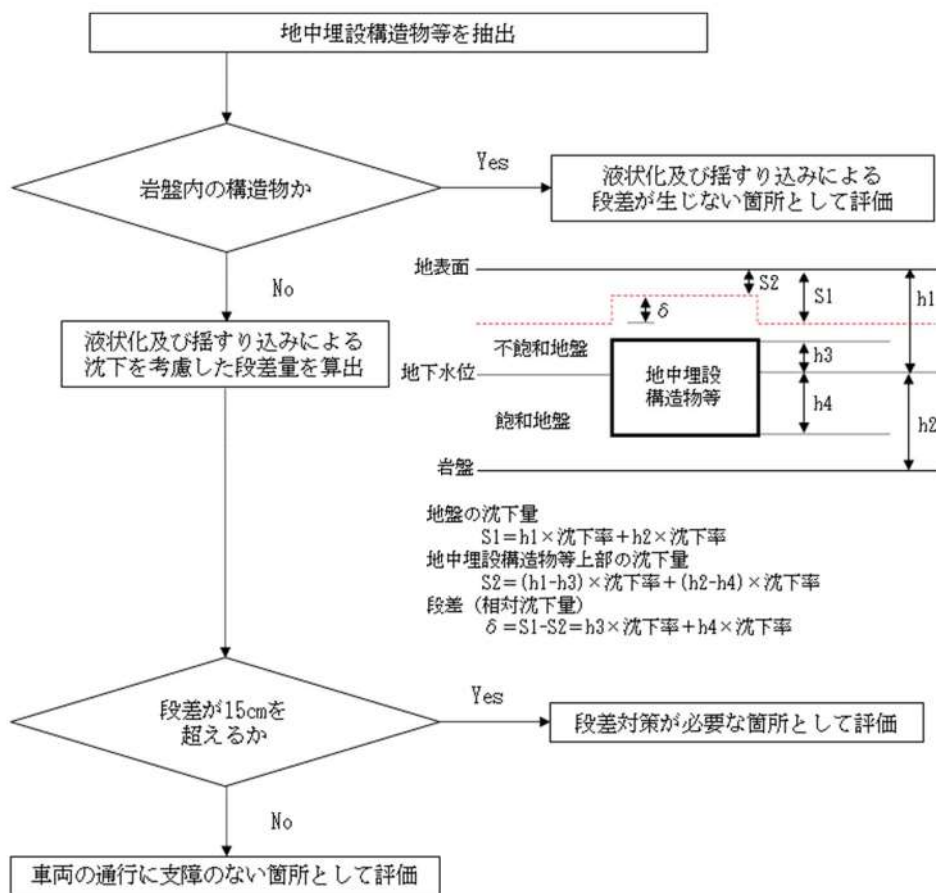 地中埋設構造物等を抽出
岩盤内の構造物か
Yes
液状化及び揺すり込みによる
段差が生じない箇所として評価
No
液状化及び揺すり込みによる
沈下を考慮した段差量を算出
地表面
S2
S1
h1
δ
不飽和地盤
h3
地下水位
地中埋設
構造物等
h4
飽和地盤
h2
岩盤
地盤の沈下量
S1=h1×沈下率+h2×沈下率
地中埋設構造物等上部の沈下量
S2=(h1-h3)×沈下率+(h2-h4)×沈下率
段差(相対沈下量)
δ=S1-S2=h3×沈下率+h4×沈下率
段差が15cmを
超えるか
Yes
段差対策が必要な箇所として評価
No
車両の通行に支障のない箇所として評価